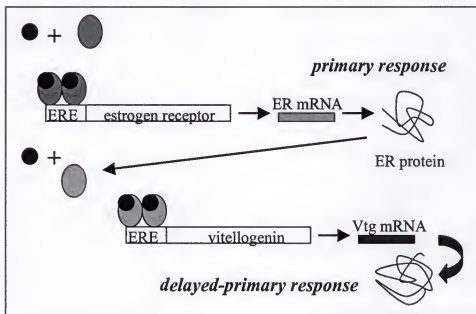 +
primary response
ER mRNA
ERE estrogen receptor
ER protein
+
Vtg mRNA
ERE vitellogenin
delayed-primary response